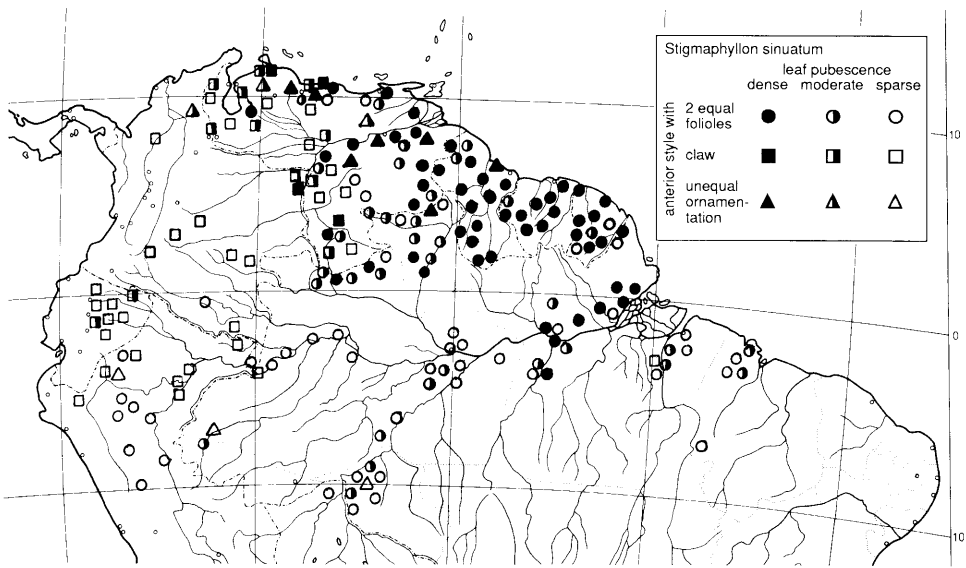 Stigmaphyllon sinuatum
leaf pubescence
dense moderate sparse
anterior style with
2 equal
folioles
claw
unequal
ornamen-
tation
10
0
10